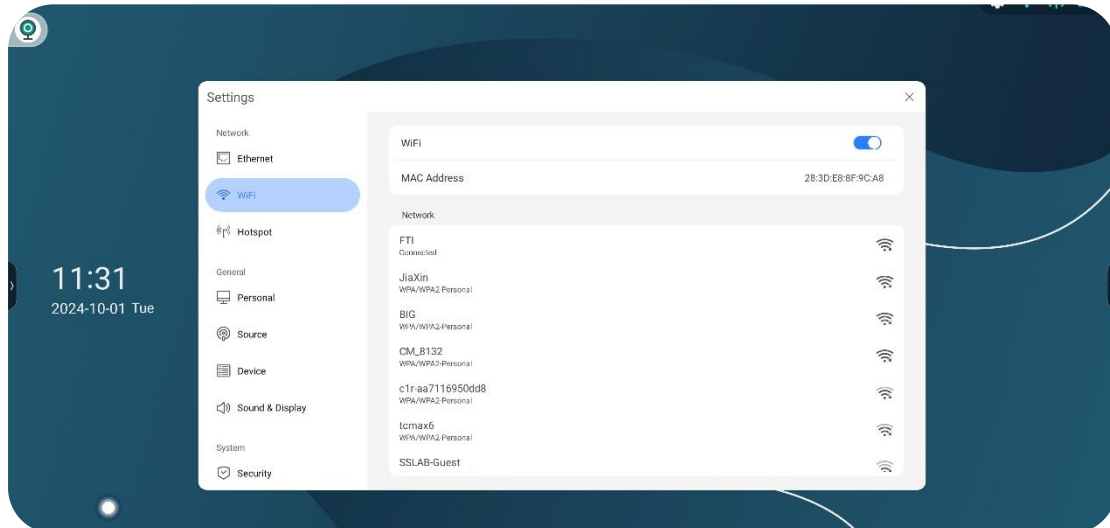 Settings
Network
Ethernet
WiFi
Hotspot
General
Personal
Source
Device
Sound & Display
System
Security
WiFi
MAC Address 28:3D:E8:8F:9C:A8
Network
FTI
Connected
JiaXin
WPA/WPA2-Personal
BIG
WPA/WPA2-Personal
CM_8132
WPA/WPA2-Personal
c1r-aa7116950dd8
WPA/WPA2-Personal
tcmax6
WPA/WPA2-Personal
SSLAB-Guest
11:31
2024-10-01 Tue